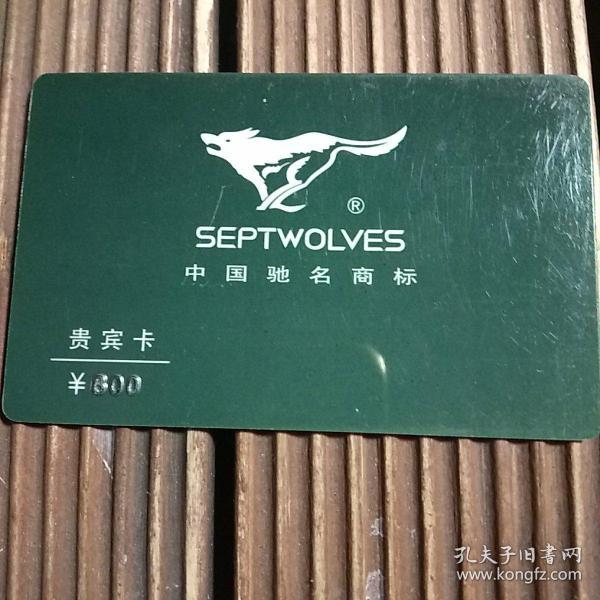 ®
SEPTWOLVES
中国驰名商标
贵宾卡
¥800
孔夫子旧书网
www.kongfz.com